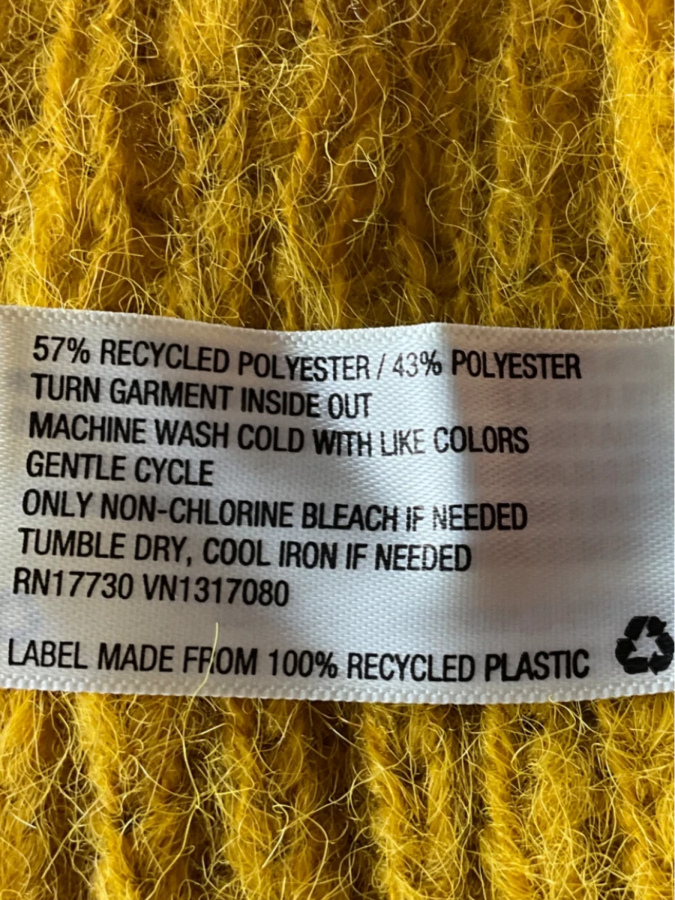 57% RECYCLED POLYESTER / 43% POLYESTER
TURN GARMENT INSIDE OUT
MACHINE WASH COLD WITH LIKE COLORS
GENTLE CYCLE
ONLY NON-CHLORINE BLEACH IF NEEDED
TUMBLE DRY, COOL IRON IF NEEDED
RN17730 VN1317080
LABEL MADE FROM 100% RECYCLED PLASTIC